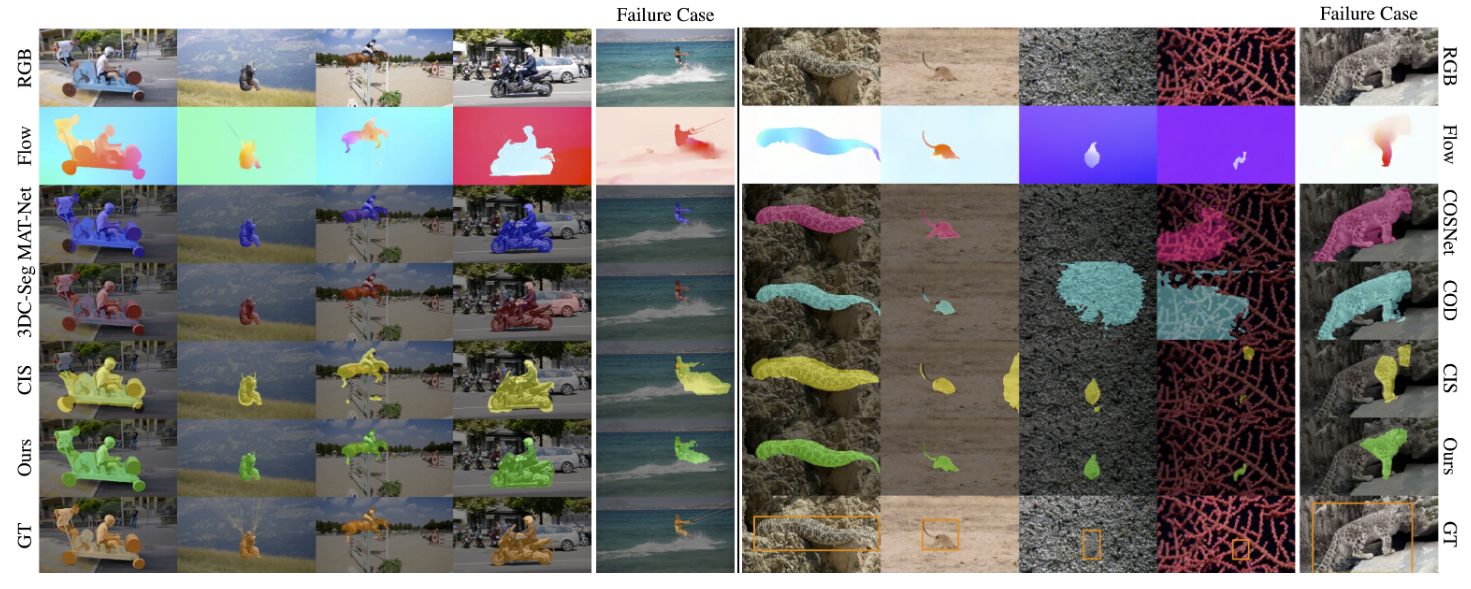 Failure Case
Failure Case
RGB
Flow
MAT-Net
3DC-Seg
CIS
Ours
GT
RGB
Flow
COSNet
COD
CIS
Ours
GT